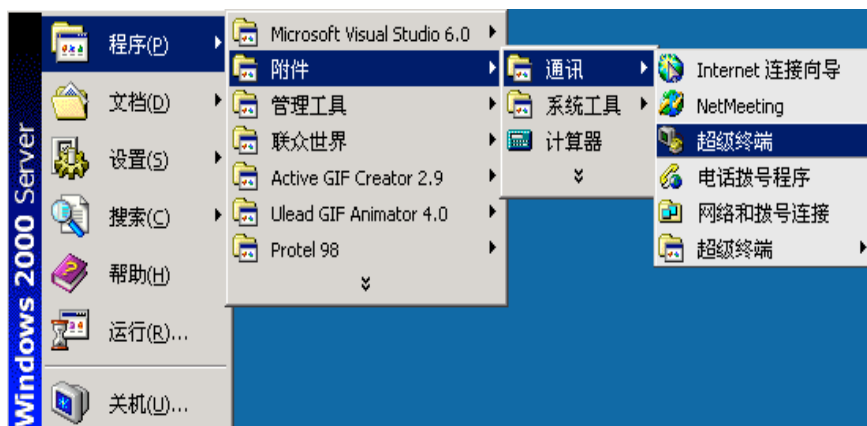 Windows 2000 Server
程序(P)
文档(D)
设置(S)
搜索(C)
帮助(H)
运行(R)...
关机(U)...
Microsoft Visual Studio 6.0
附件
管理工具
联众世界
Active GIF Creator 2.9
Ulead GIF Animator 4.0
Protel 98
通讯
系统工具
计算器
Internet 连接向导
NetMeeting
超级终端
电话拨号程序
网络和拨号连接
超级终端